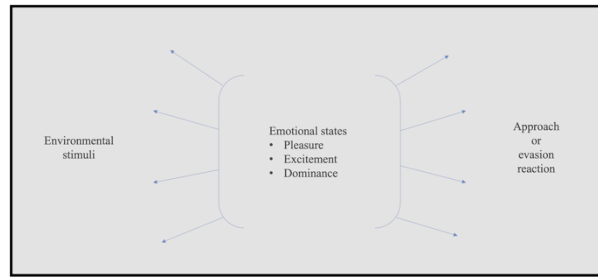 Environmental
stimuli
Emotional states
• Pleasure
• Excitement
• Dominance
Approach
or
evasion
reaction